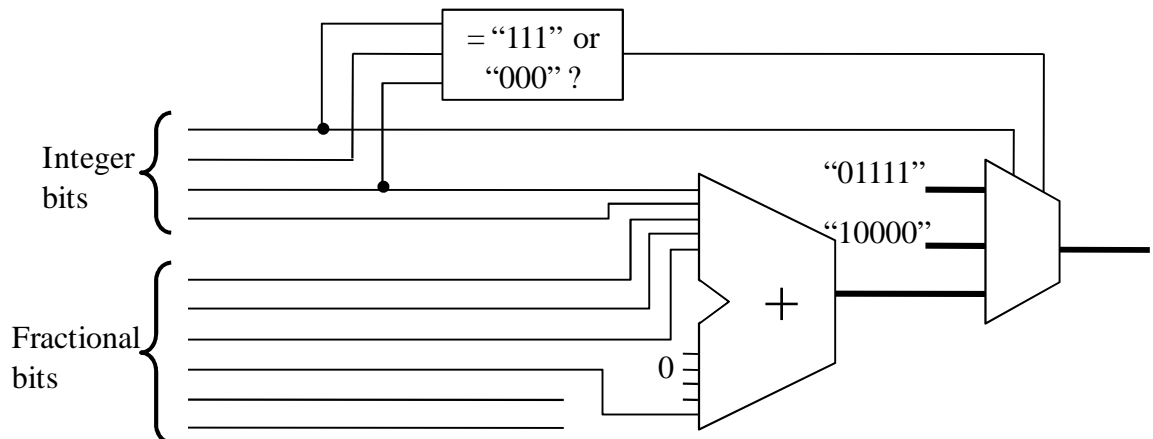 = “111” or
“000” ?
Integer
bits
“01111”
“10000”
+
Fractional
bits
0